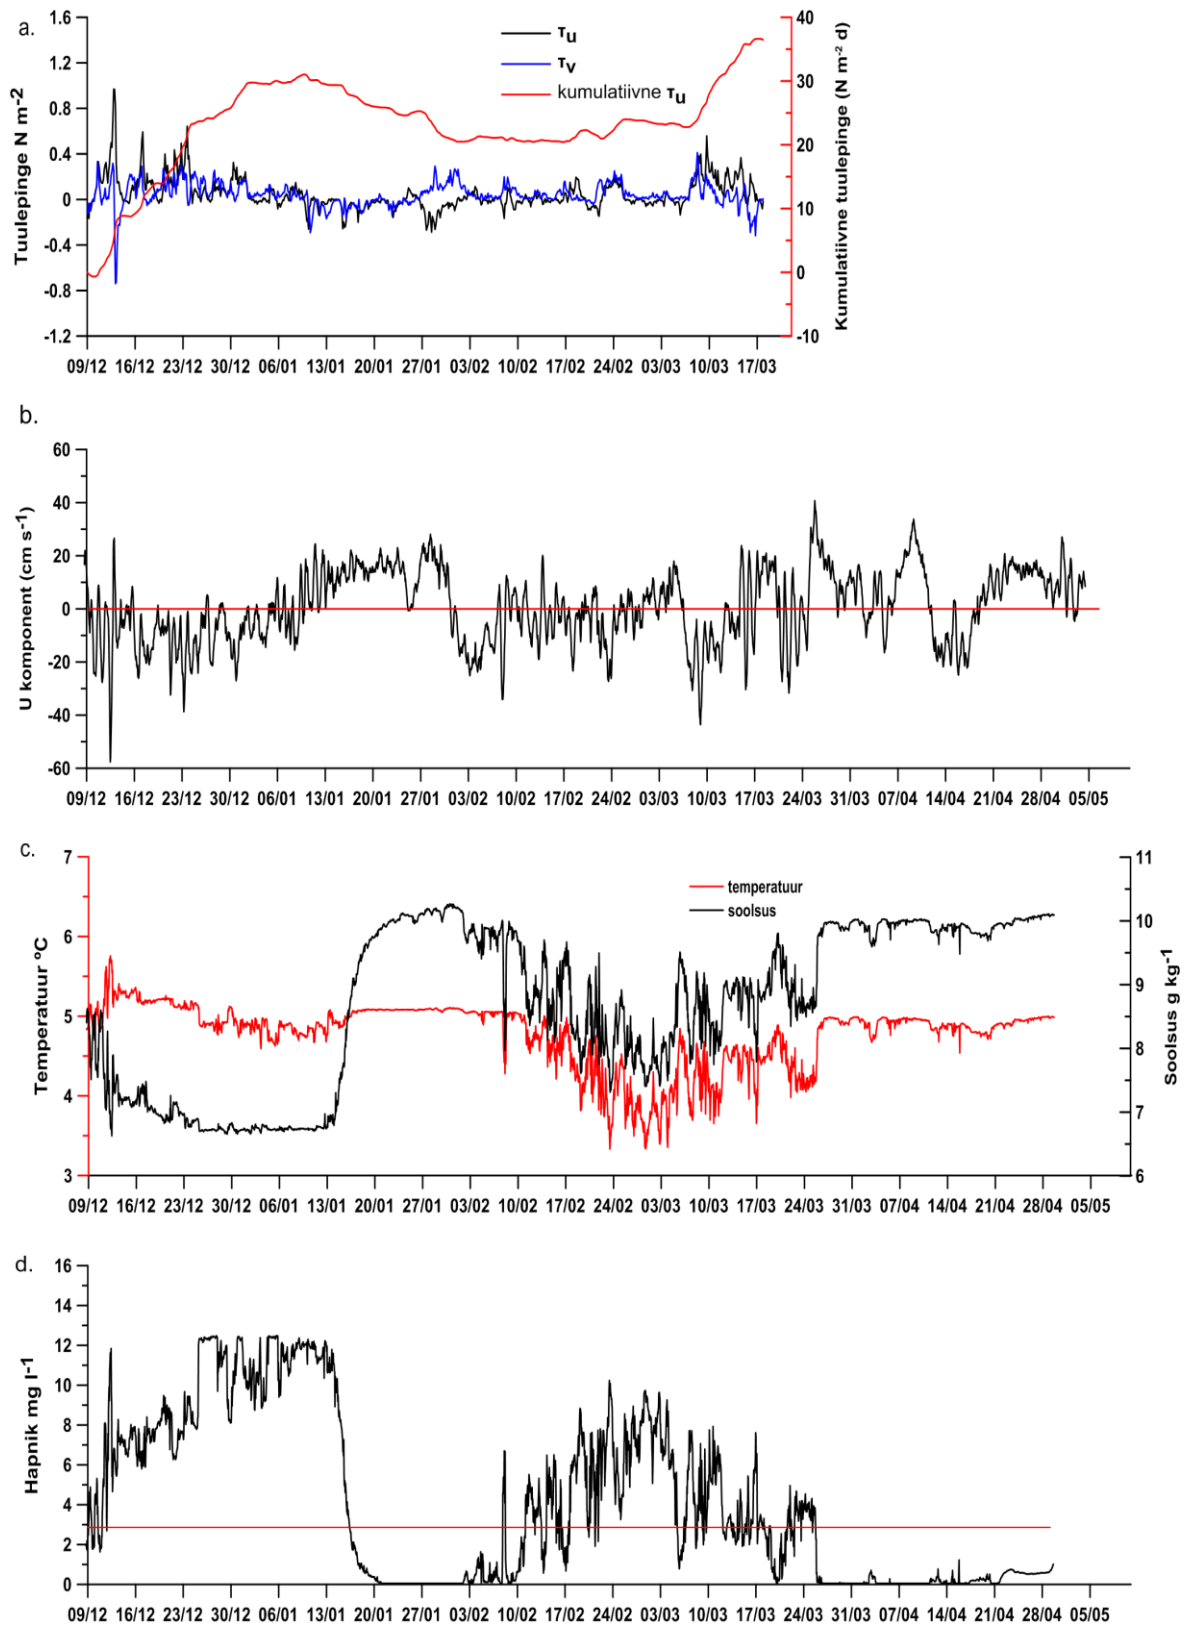 a.
1.6
1.2
0.8
0.4
0
-0.4
-0.8
-1.2
Tuulepinge N m-2
τu
τv
kumulatiivne τu
40
30
20
10
0
-10
Kumulatiivne tuulepinge (N m-2 d)
09/12 16/12 23/12 30/12 06/01 13/01 20/01 27/01 03/02 10/02 17/02 24/02 03/03 10/03 17/03
b.
60
40
20
0
-20
-40
-60
U komponent (cm s-1)
09/12 16/12 23/12 30/12 06/01 13/01 20/01 27/01 03/02 10/02 17/02 24/02 03/03 10/03 17/03 24/03 31/03 07/04 14/04 21/04 28/04 05/05
c.
7
6
5
4
3
Temperatuur ºC
temperatuur
soolsus
11
10
9
8
7
6
Soolsus g kg-1
09/12 16/12 23/12 30/12 06/01 13/01 20/01 27/01 03/02 10/02 17/02 24/02 03/03 10/03 17/03 24/03 31/03 07/04 14/04 21/04 28/04 05/05
d.
16
14
12
10
8
6
4
2
0
Hapnik mg l-1
09/12 16/12 23/12 30/12 06/01 13/01 20/01 27/01 03/02 10/02 17/02 24/02 03/03 10/03 17/03 24/03 31/03 07/04 14/04 21/04 28/04 05/05